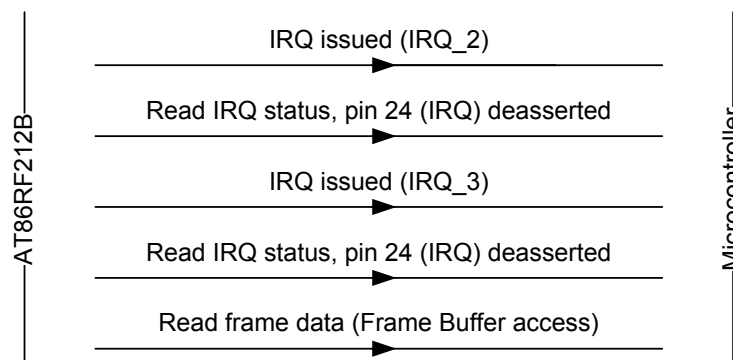 IRQ issued (IRQ_2)
Read IRQ status, pin 24 (IRQ) deasserted
IRQ issued (IRQ_3)
Read IRQ status, pin 24 (IRQ) deasserted
Read frame data (Frame Buffer access)
AT86RF212B
Microcontroller